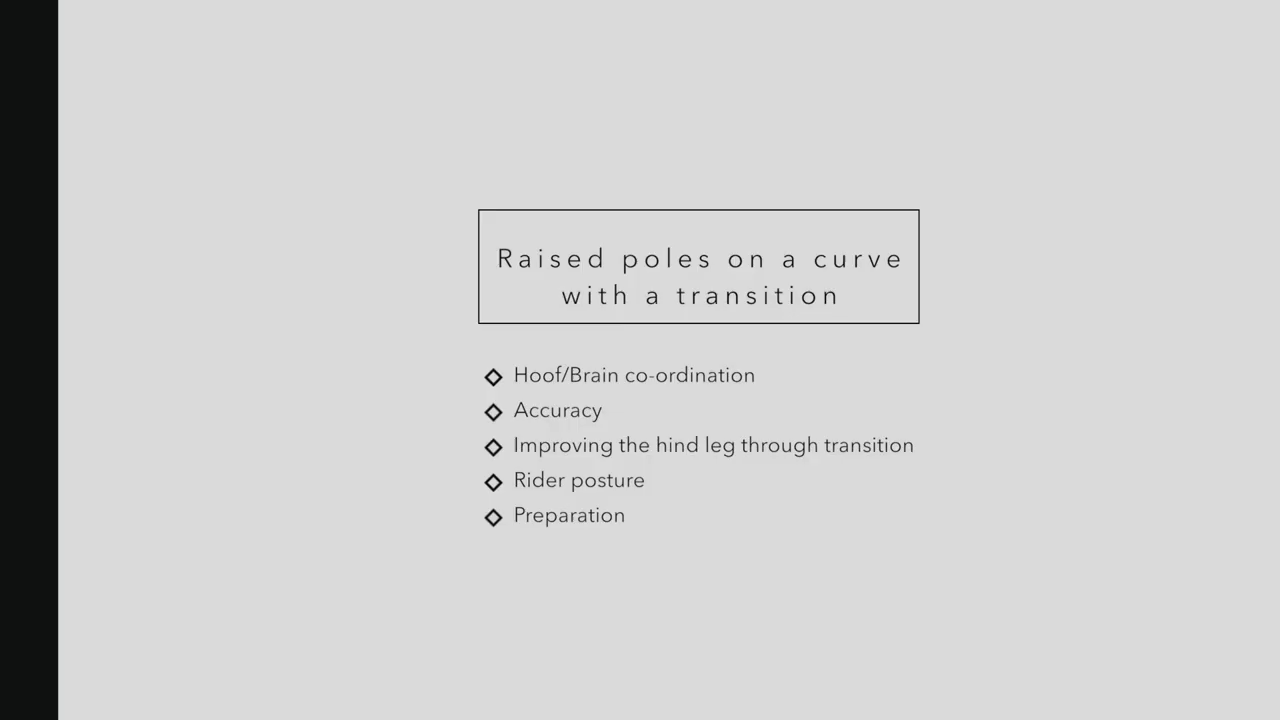 Raised poles on a curve
with a transition
Hoof/Brain co-ordination
Accuracy
Improving the hind leg through transition
Rider posture
Preparation